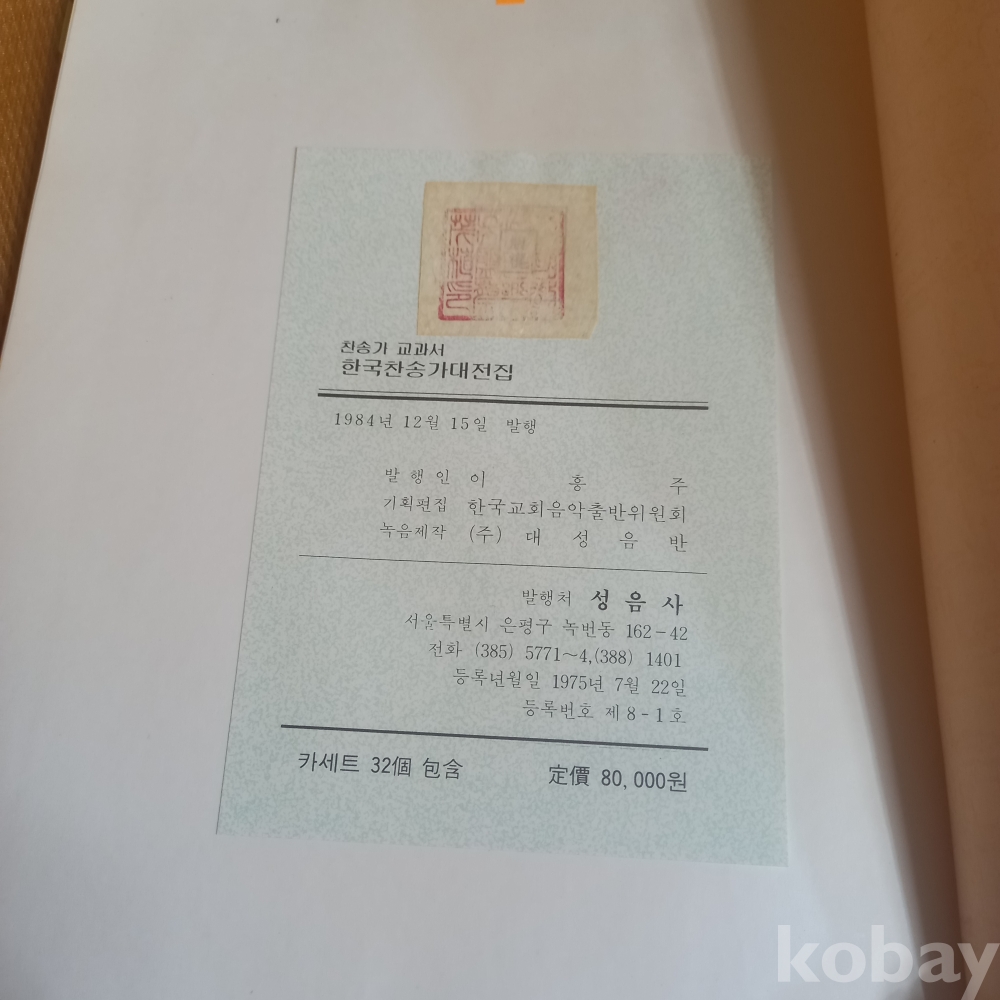 찬송가 교과서
한국찬송가대전집
1984년 12월 15일 발행
발 행 인 이 홍 주
기획편집 한국교회음악출반위원회
녹음제작 (주) 대 성 음 반
발행처 성 음 사
서울특별시 은평구 녹번동 162-42
전화 (385) 5771~4,(388) 1401
등록년월일 1975년 7월 22일
등록번호 제 8 - 1 호
카세트 32個 包含 定價 80,000원
kobay